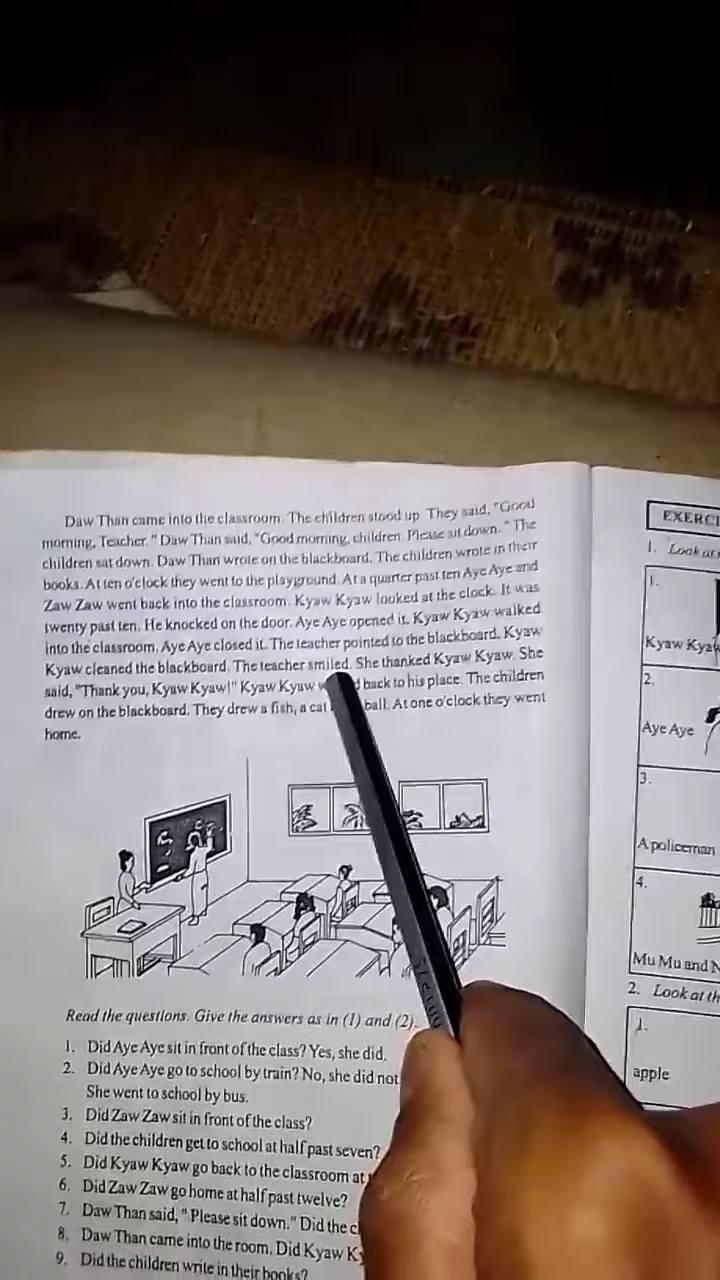 Daw Than came into the classroom. The children stood up. They said, "Good
morning, Teacher." Daw Than said, "Good morning, children. Please sit down." The
children sat down. Daw Than wrote on the blackboard. The children wrote in their
books. At ten o'clock they went to the playground. At a quarter past ten Aye Aye and
Zaw Zaw went back into the classroom. Kyaw Kyaw looked at the clock. It was
twenty past ten. He knocked on the door. Aye Aye opened it. Kyaw Kyaw walked
into the classroom. Aye Aye closed it. The teacher pointed to the blackboard. Kyaw
Kyaw cleaned the blackboard. The teacher smiled. She thanked Kyaw Kyaw. She
said, "Thank you, Kyaw Kyaw!" Kyaw Kyaw back to his place. The children
drew on the blackboard. They drew a fish, a cat ball. At one o'clock they went
home.
Read the questions. Give the answers as in (1) and (2).
1. Did Aye Aye sit in front of the class? Yes, she did.
2. Did Aye Aye go to school by train? No, she did not
She went to school by bus.
3. Did Zaw Zaw sit in front of the class?
4. Did the children get to school at half past seven?
5. Did Kyaw Kyaw go back to the classroom at
6. Did Zaw Zaw go home at half past twelve?
7. Daw Than said, " Please sit down." Did the
8. Daw Than came into the room. Did Kyaw
9. Did the children write in their books?
1. Look at
1.
Kyaw
2.
Aye Aye
3.
A policeman
4.
Mu Mu and
2. Look at
1.
apple